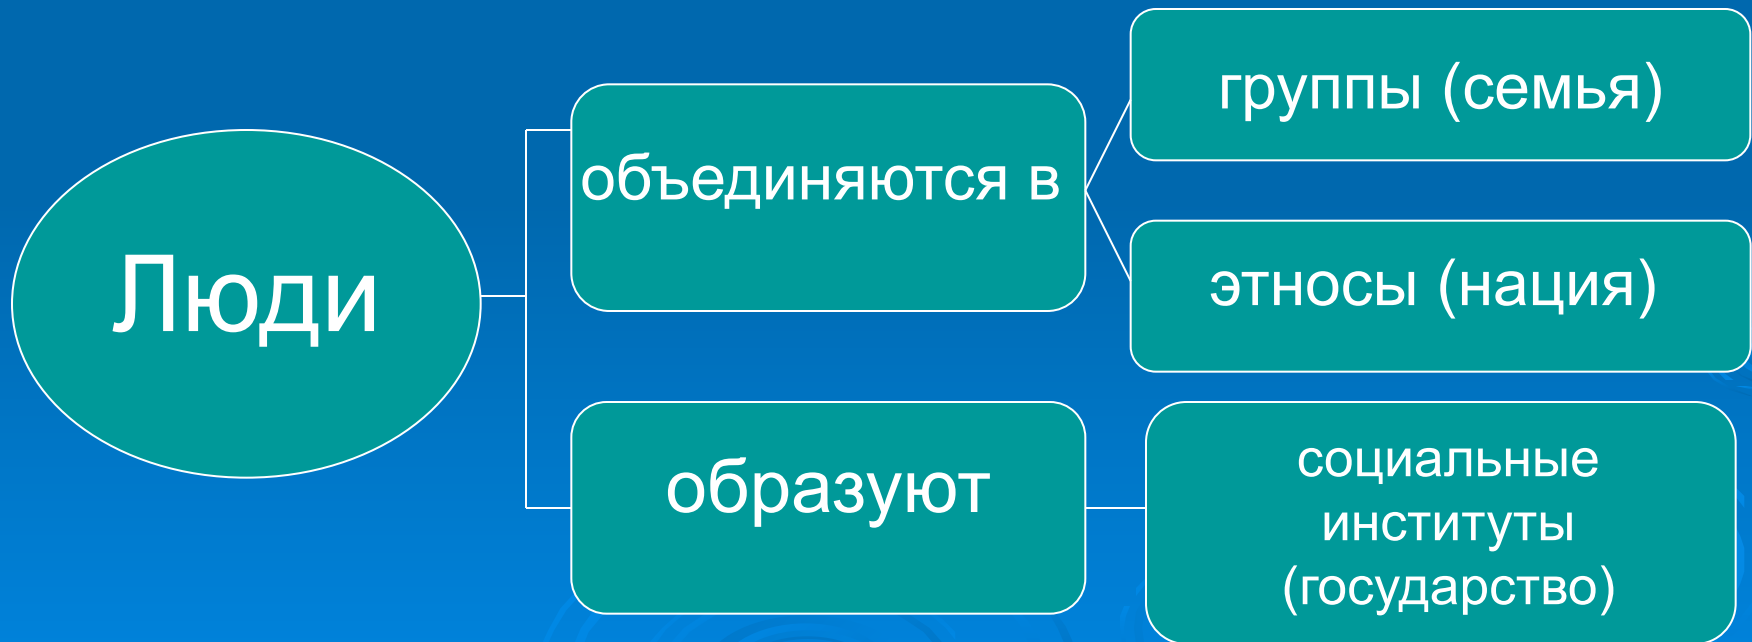 Люди
объединяются в
группы (семья)
этносы (нация)
образуют
социальные
институты
(государство)